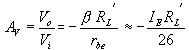 A_V = V_o / V_i = - β R_L' / r_be ≈ - I_E R_L' / 26